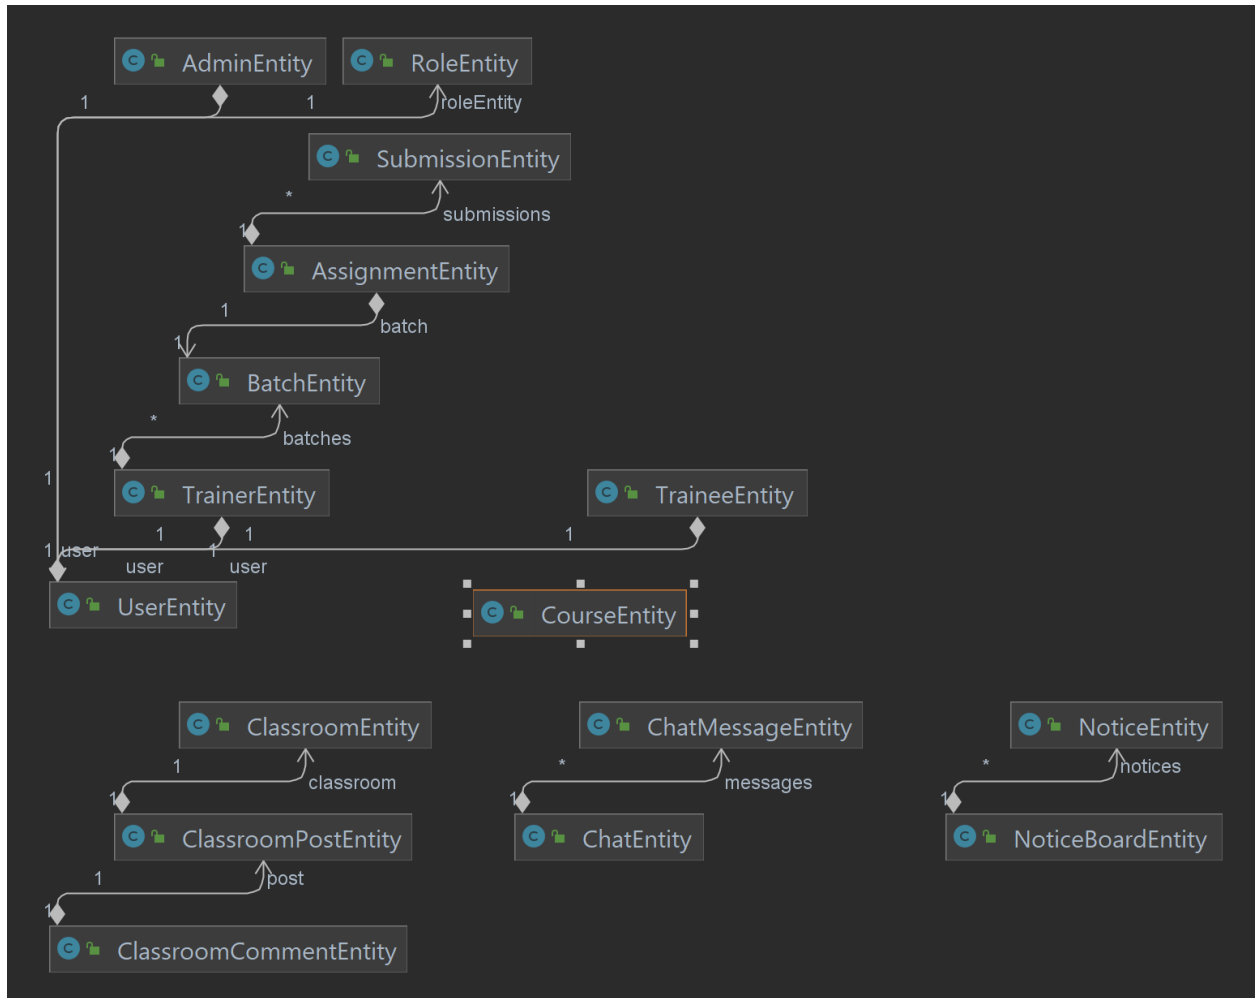 AdminEntity
RoleEntity
1
1
roleEntity
SubmissionEntity
*
submissions
1
AssignmentEntity
1
batch
1
BatchEntity
*
batches
1
TrainerEntity
TraineeEntity
1
1
1
1
1
user
1
user
user
UserEntity
CourseEntity
ClassroomEntity
ChatMessageEntity
NoticeEntity
1
classroom
*
messages
*
notices
1
1
1
ClassroomPostEntity
ChatEntity
NoticeBoardEntity
1
post
1
ClassroomCommentEntity